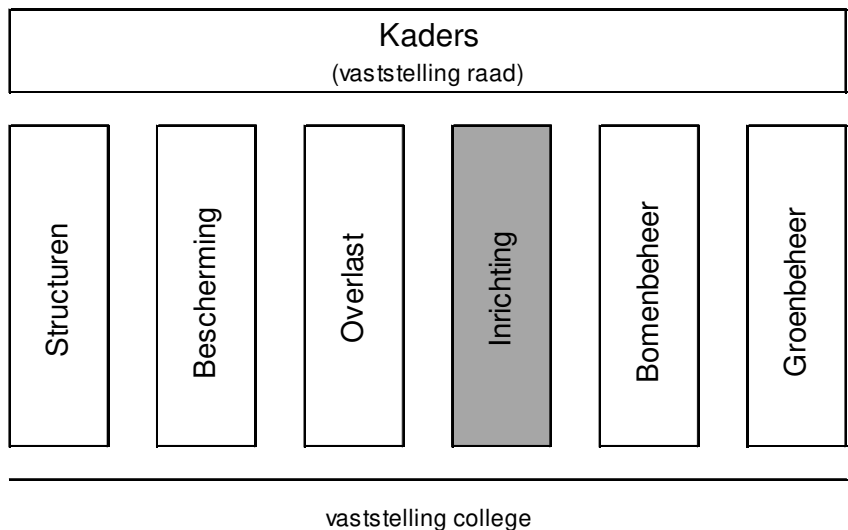 Kaders
(vaststelling raad)
Structuren
Bescherming
Overlast
Inrichting
Bomenbeheer
Groenbeheer
vaststelling college